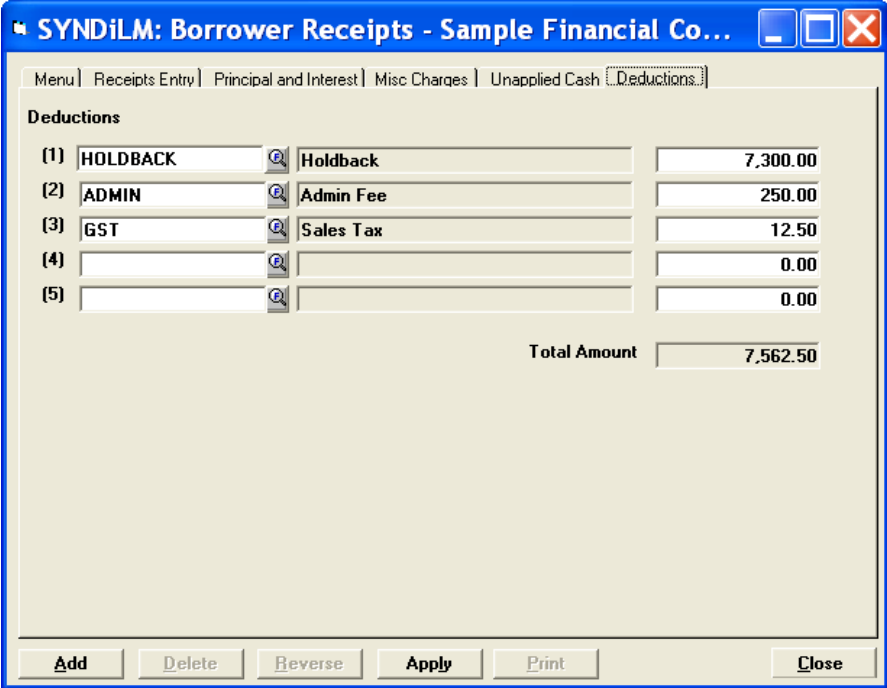 SYNDiLM: Borrower Receipts - Sample Financial Co...
Menu Receipts Entry Principal and Interest Misc Charges Unapplied Cash Deductions
Deductions
(1) HOLDBACK Holdback 7,300.00
(2) ADMIN Admin Fee 250.00
(3) GST Sales Tax 12.50
(4) 0.00
(5) 0.00
Total Amount 7,562.50
Add Delete Reverse Apply Print Close